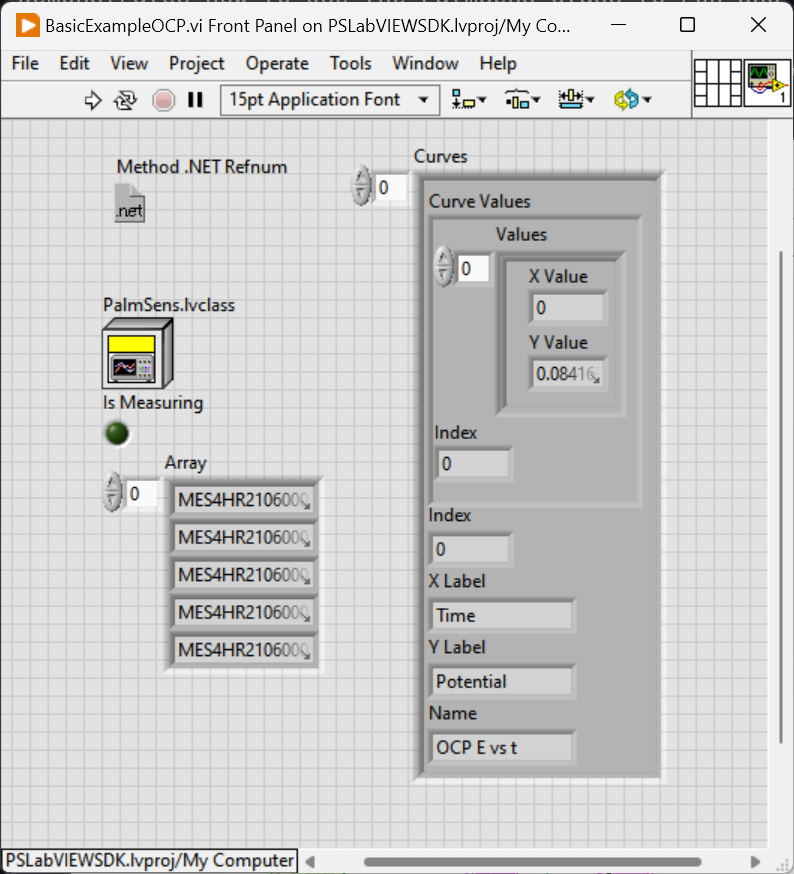 BasicExampleOCP.vi Front Panel on PSLabVIEWSDK.lvproj/My Co...
File Edit View Project Operate Tools Window Help
15pt Application Font
1
Method .NET Refnum
.net
PalmSens.lvclass
Is Measuring
Array
0
MES4HR210600
MES4HR210600
MES4HR210600
MES4HR210600
MES4HR210600
Curves
0
Curve Values
Values
0
X Value
0
Y Value
0.08416
Index
0
Index
0
X Label
Time
Y Label
Potential
Name
OCP E vs t
PSLabVIEWSDK.lvproj/My Computer